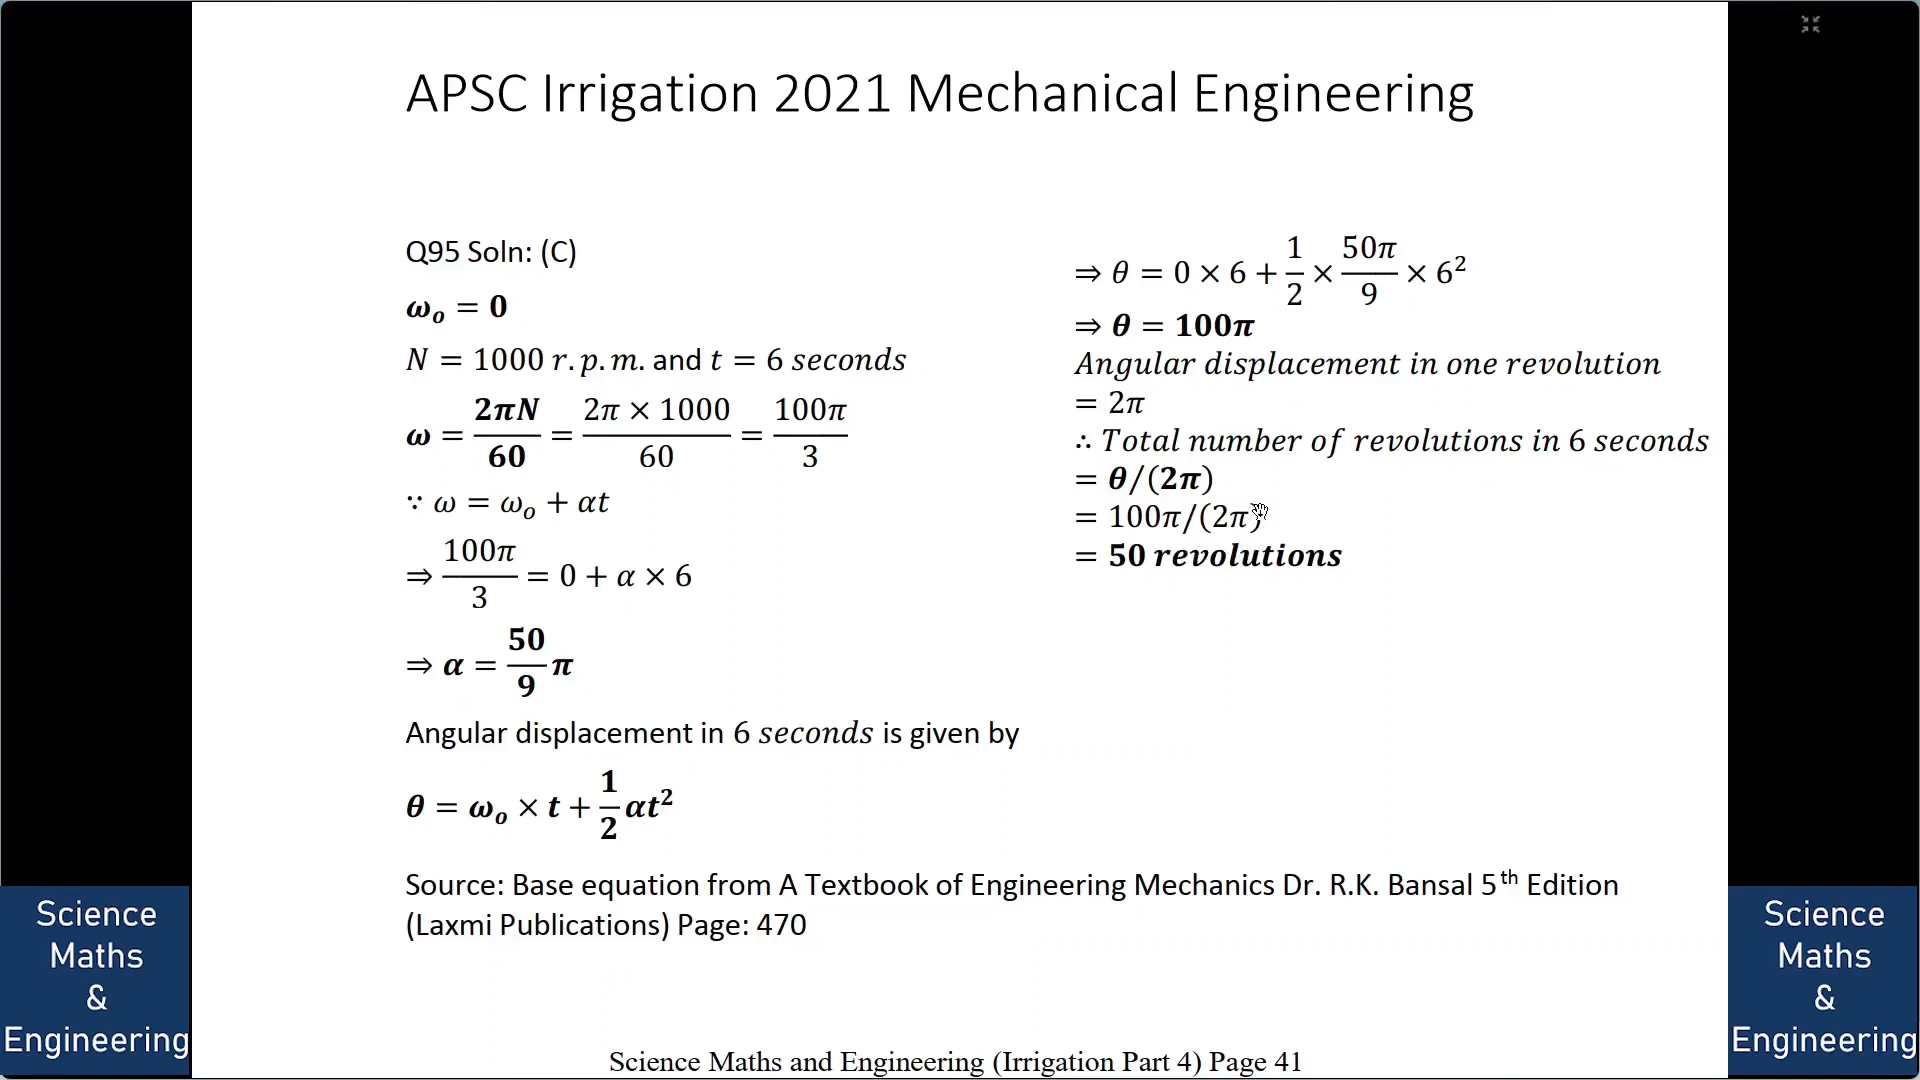 APSC Irrigation 2021 Mechanical Engineering
Q95 Soln: (C)
ω₀ = 0
N = 1000 r.p.m. and t = 6 seconds
ω = 2πN/60 = 2π × 1000/60 = 100π/3
∵ ω = ω₀ + αt
⇒ 100π/3 = 0 + α × 6
⇒ α = 50/9 π
Angular displacement in 6 seconds is given by
θ = ω₀ × t + 1/2 αt²
⇒ θ = 0 × 6 + 1/2 × 50π/9 × 6²
⇒ θ = 100π
Angular displacement in one revolution
= 2π
∴ Total number of revolutions in 6 seconds
= θ/(2π)
= 100π/(2π)
= 50 revolutions
Source: Base equation from A Textbook of Engineering Mechanics Dr. R.K. Bansal 5th Edition
(Laxmi Publications) Page: 470
Science
Maths
&
Engineering
Science
Maths
&
Engineering
Science Maths and Engineering (Irrigation Part 4) Page 41